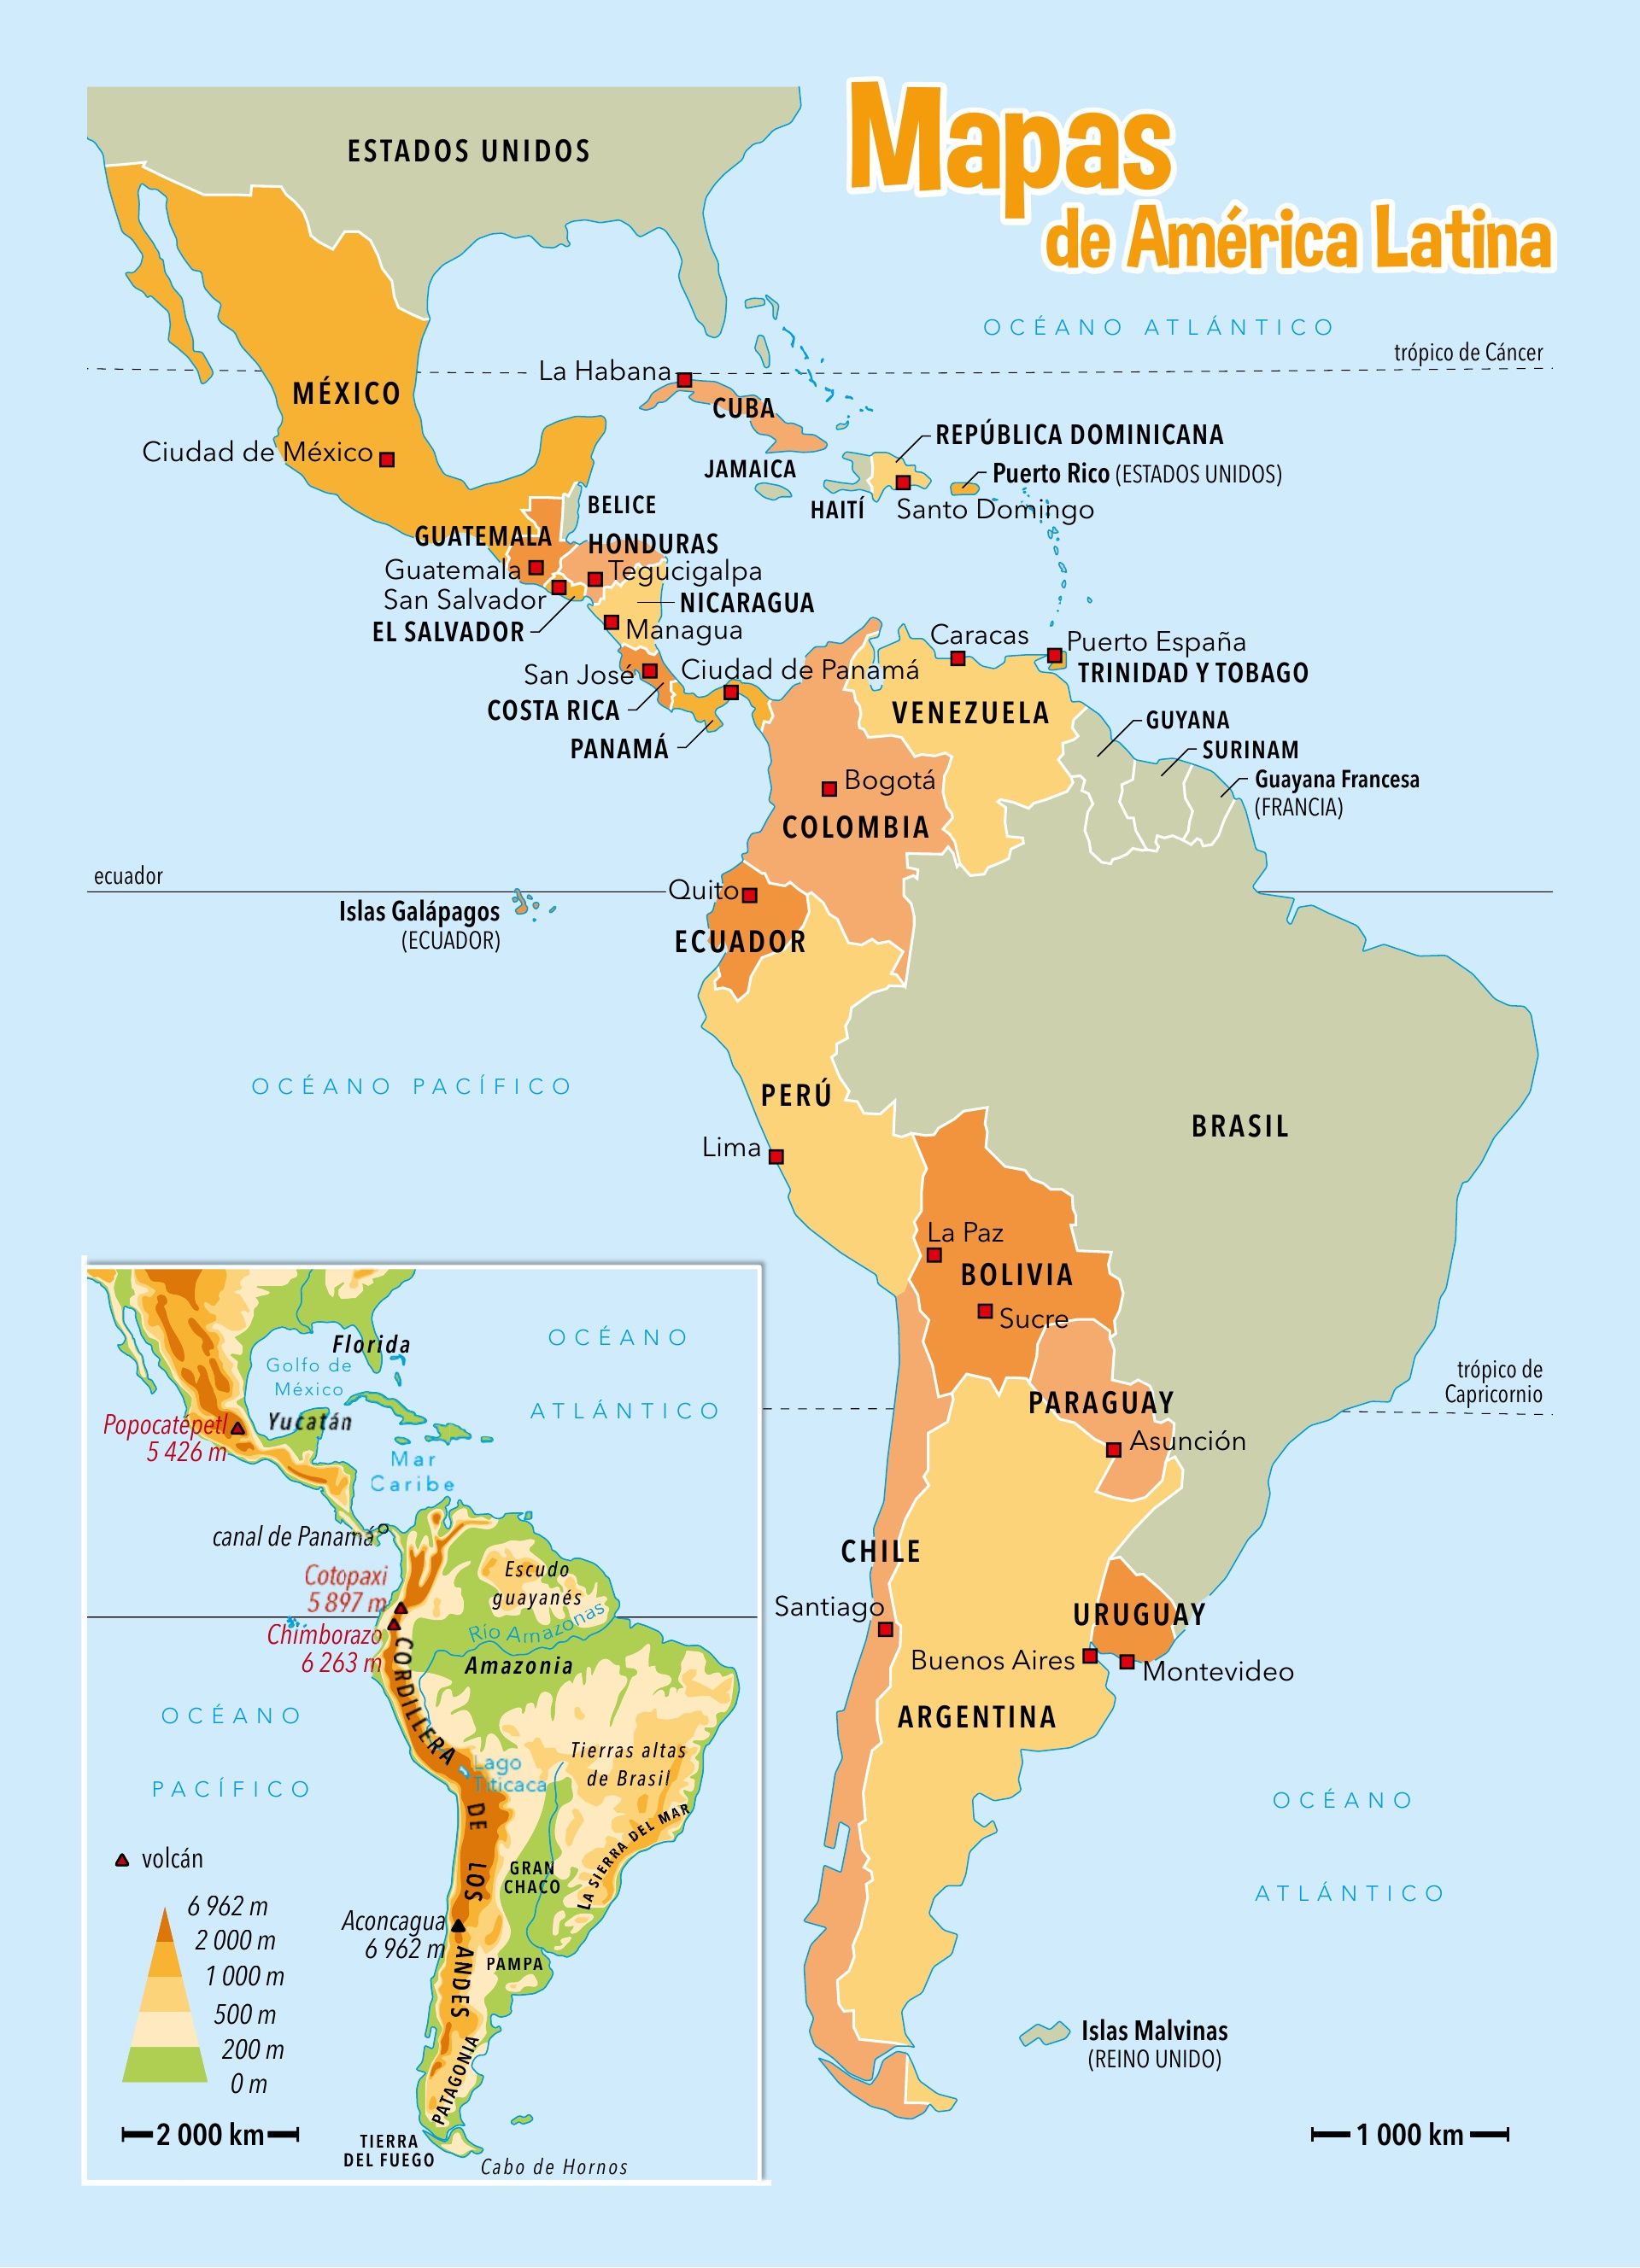 Mapas
de América Latina
ESTADOS UNIDOS
OCÉANO ATLÁNTICO
trópico de Cáncer
La Habana
MÉXICO
CUBA
Ciudad de México
REPÚBLICA DOMINICANA
JAMAICA
Puerto Rico (ESTADOS UNIDOS)
BELICE
HAITÍ
Santo Domingo
GUATEMALA
HONDURAS
Guatemala
Tegucigalpa
San Salvador
NICARAGUA
EL SALVADOR
Managua
Caracas
Puerto España
San José
Ciudad de Panamá
TRINIDAD Y TOBAGO
COSTA RICA
VENEZUELA
PANAMÁ
GUYANA
SURINAM
Bogotá
Guayana Francesa
(FRANCIA)
COLOMBIA
ecuador
Quito
Islas Galápagos
(ECUADOR)
ECUADOR
OCÉANO PACÍFICO
PERÚ
BRASIL
Lima
La Paz
BOLIVIA
Sucre
trópico de
Capricornio
PARAGUAY
Asunción
CHILE
Santiago
URUGUAY
Buenos Aires
Montevideo
ARGENTINA
OCÉANO
ATLÁNTICO
Islas Malvinas
(REINO UNIDO)
1 000 km
Florida
OCÉANO
ATLÁNTICO
Golfo de
México
Popocatépetl
5 426 m
Yucatán
Mar
Caribe
canal de Panamá
Cotopaxi
5 897 m
Escudo
guayanés
Chimborazo
6 263 m
Río Amazonas
Amazonia
CORDILLERA DE LOS ANDES
OCÉANO
PACÍFICO
Lago
Titicaca
Tierras altas
de Brasil
LA SIERRA DEL MAR
GRAN
CHACO
volcán
Aconcagua
6 962 m
PAMPA
6 962 m
2 000 m
1 000 m
500 m
200 m
0 m
PATAGONIA
2 000 km
TIERRA
DEL FUEGO
Cabo de Hornos